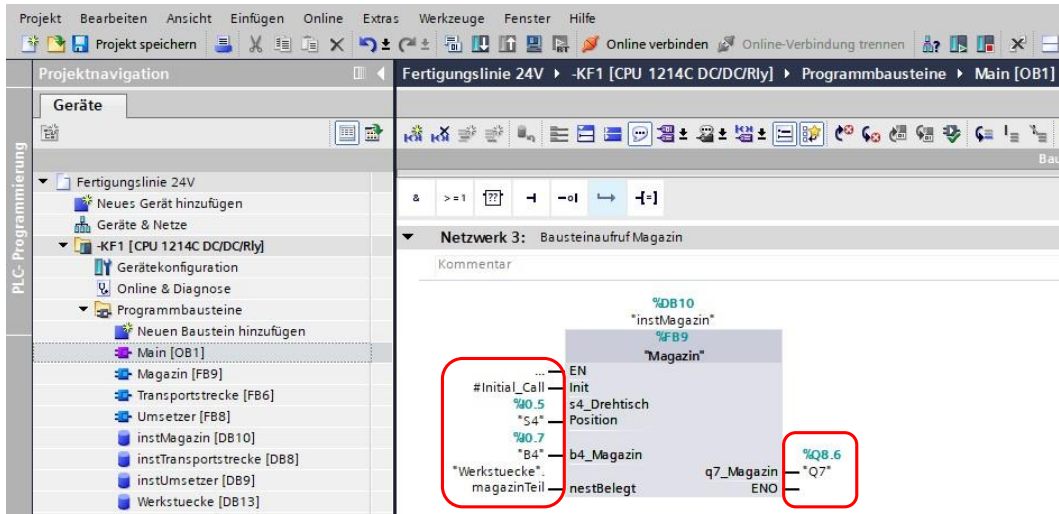 Projekt Bearbeiten Ansicht Einfügen Online Extras Werkzeuge Fenster Hilfe
Projekt speichern Online verbinden Online-Verbindung trennen
Projektnavigation
Fertigungslinie 24V ▸ -KF1 [CPU 1214C DC/DC/Rly] ▸ Programmbausteine ▸ Main [OB1]
Geräte
PLC-Programmierung
Fertigungslinie 24V
Neues Gerät hinzufügen
Geräte & Netze
-KF1 [CPU 1214C DC/DC/Rly]
Gerätekonfiguration
Online & Diagnose
Programmbausteine
Neuen Baustein hinzufügen
Main [OB1]
Magazin [FB9]
Transportstrecke [FB6]
Umsetzer [FB8]
instMagazin [DB10]
instTransportstrecke [DB8]
instUmsetzer [DB9]
Werkstuecke [DB13]
Bau
& >=1 ??
Netzwerk 3: Bausteinaufruf Magazin
Kommentar
%DB10
"instMagazin"
%FB9
"Magazin"
... EN
#Initial_Call Init
%I0.5 s4_Drehtisch
"S4" Position
%I0.7
"B4" b4_Magazin
"Werkstuecke".
magazinTeil nestBelegt
%Q8.6
q7_Magazin "Q7"
ENO